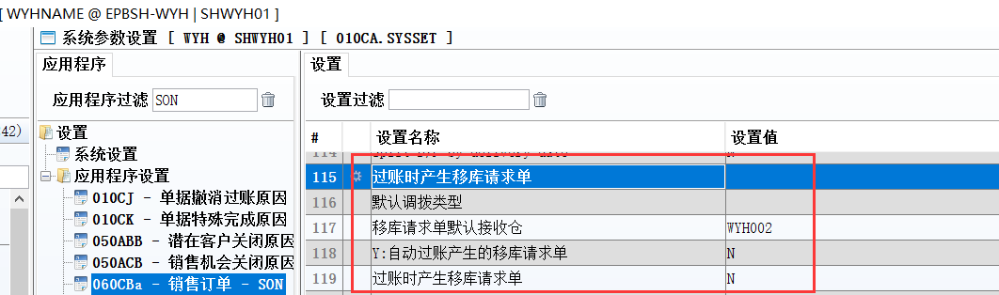 [ WYHNAME @ EPBSH-WYH | SHWYH01 ]
系统参数设置 [ WYH @ SHWYH01 ] [ 010CA.SYSSET ]
应用程序
应用程序过滤 SON
42)
设置
系统设置
应用程序设置
010CJ - 单据撤消过账原因
010CK - 单据特殊完成原因
050ABB - 潜在客户关闭原因
050ACB - 销售机会关闭原因
060CBa - 销售订单 - SON
设置
设置过滤
# 设置名称 设置值
115 过账时产生移库请求单
116 默认调拨类型
117 移库请求单默认接收仓 WYH002
118 Y:自动过账产生的移库请求单 N
119 过账时产生移库请求单 N